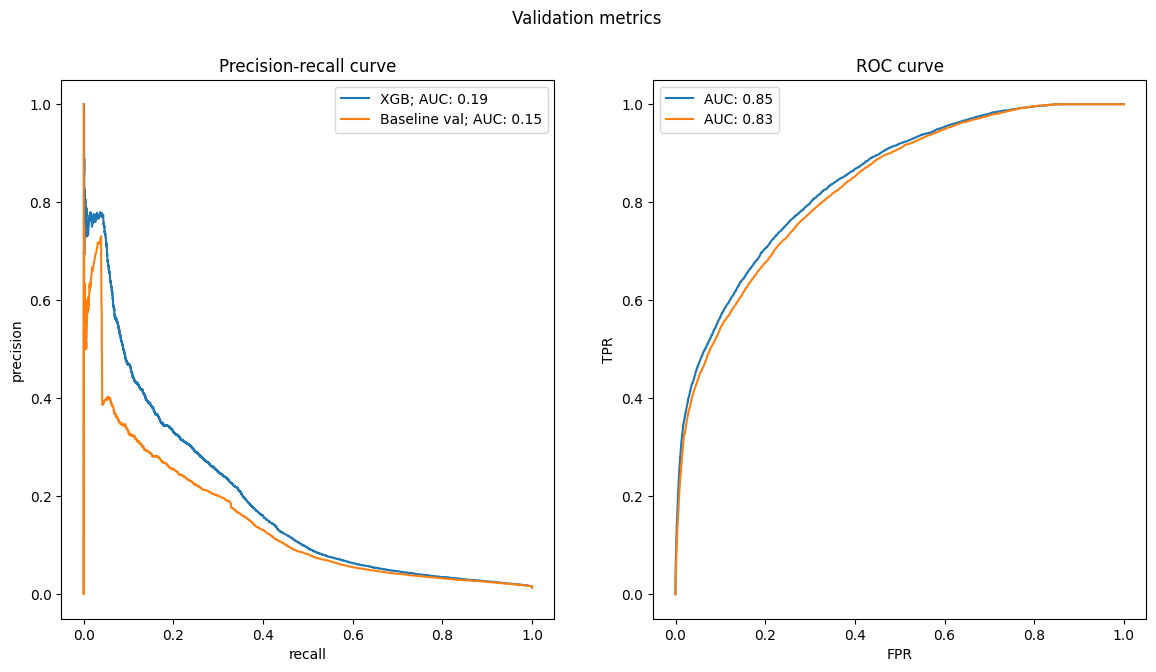 Validation metrics
Precision-recall curve
XGB; AUC: 0.19
Baseline val; AUC: 0.15
precision
1.0
0.8
0.6
0.4
0.2
0.0
0.0 0.2 0.4 0.6 0.8 1.0
recall
ROC curve
AUC: 0.85
AUC: 0.83
TPR
1.0
0.8
0.6
0.4
0.2
0.0
0.0 0.2 0.4 0.6 0.8 1.0
FPR